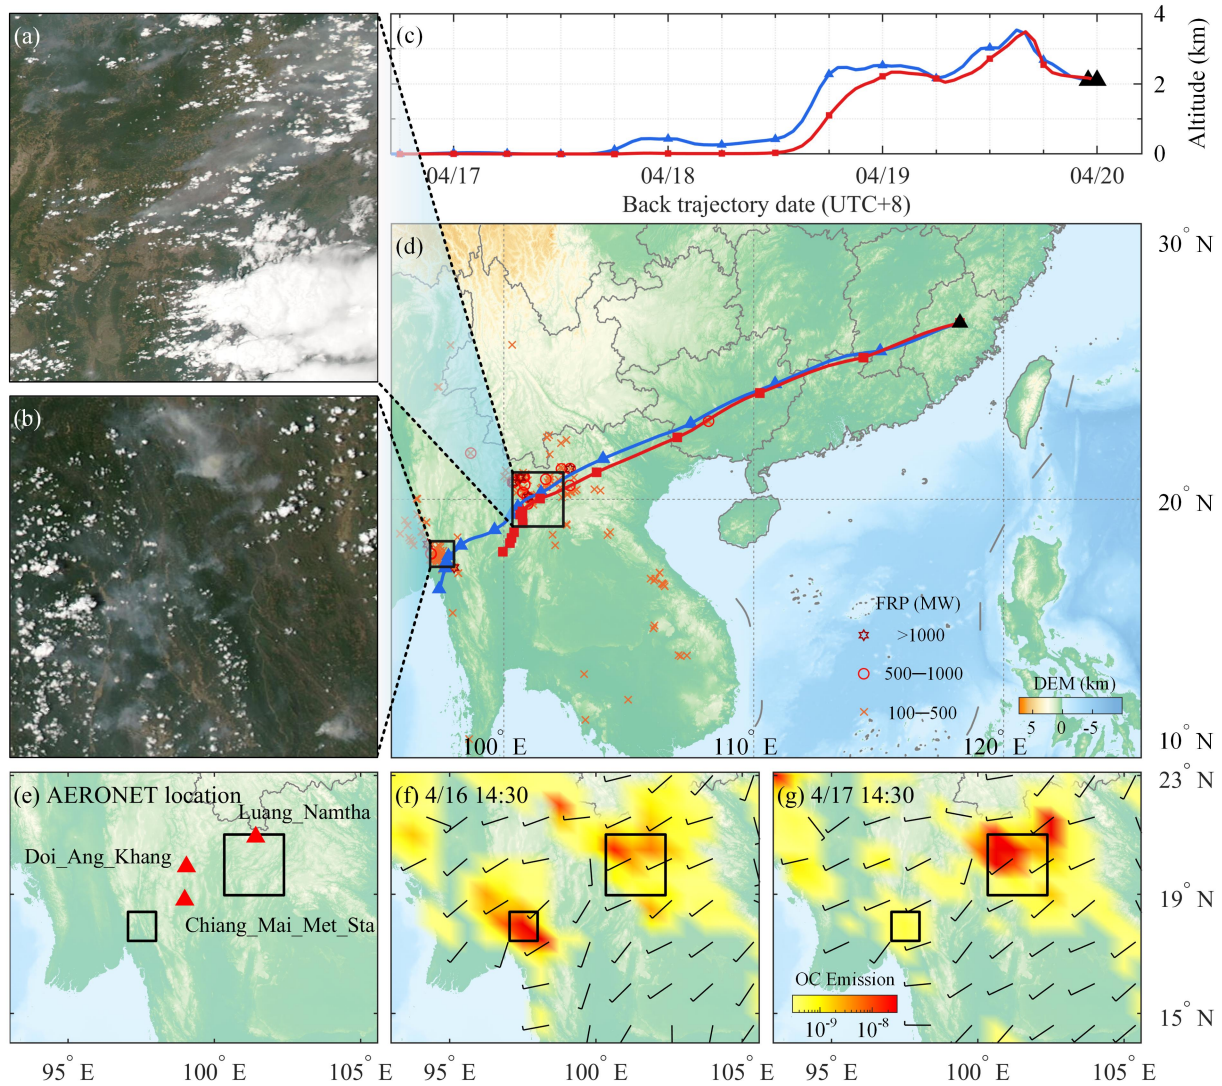 (a)
(b)
(c)
4
2
0
Altitude (km)
04/17
04/18
04/19
04/20
Back trajectory date (UTC+8)
(d)
30° N
20° N
10° N
FRP (MW)
>1000
500—1000
100—500
DEM (km)
5
0
-5
100° E
110° E
120° E
(e) AERONET location
Luang_Namtha
Doi_Ang_Khang
Chiang_Mai_Met_Sta
95° E
100° E
105° E
(f) 4/16 14:30
95° E
100° E
(g) 4/17 14:30
OC Emission
10⁻⁹
10⁻⁸
23° N
19° N
15° N
95° E
100° E
105° E